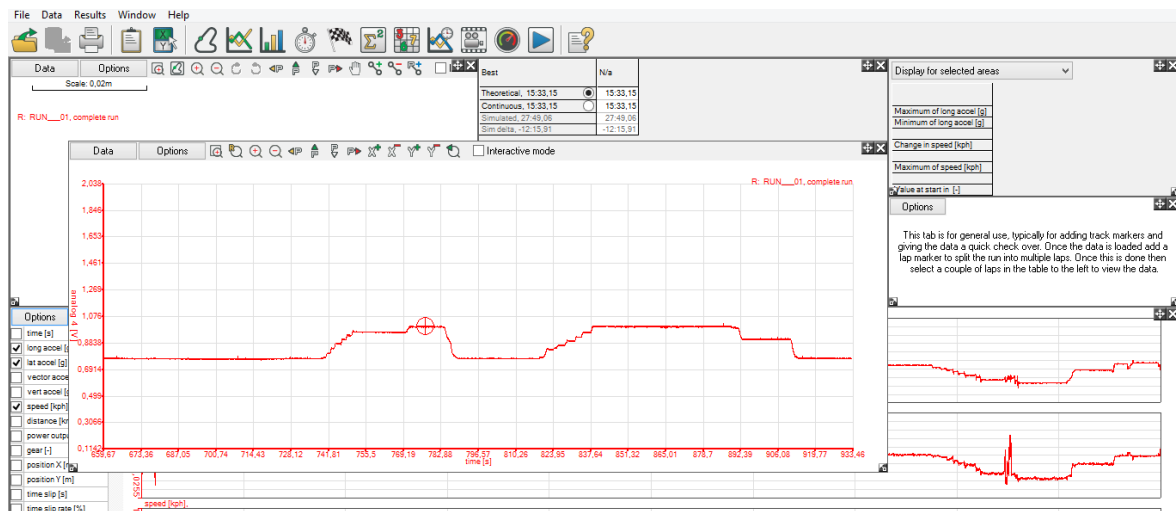 File Data Results Window Help
Data Options
Scale: 0,02m
R: RUN___01, complete run
Best N/a
Theoretical, 15:33,15 15:33,15
Continuous, 15:33,15 15:33,15
Simulated, 27:49,06 27:49,06
Sim delta, -12:15,91 -12:15,91
Display for selected areas
Maximum of long accel [g]
Minimum of long accel [g]
Change in speed [kph]
Maximum of speed [kph]
Value at start in [-]
Options
This tab is for general use, typically for adding track markers and
giving the data a quick check over. Once the data is loaded add a
lap marker to split the run into multiple laps. Once this is done then
select a couple of laps in the table to the left to view the data.
Data Options Interactive mode
R: RUN___01, complete run
2,038
1,846
1,653
1,461
1,269
1,076
0,8838
0,6914
0,499
0,3066
0,1142
analog 4 [V]
659,67 673,36 687,05 700,74 714,43 728,12 741,81 755,5 769,19 782,88 796,57 810,26 823,95 837,64 851,32 865,01 878,7 892,39 906,08 919,77 933,46
time [s]
Options
time [s]
long accel [g
lat accel [g]
vector acce
vert accel [g
speed [kph]
distance [km
power outpu
gear [-]
position X [m
position Y [m]
time slip [s]
time slip rate [%]
,0255
speed [kph],